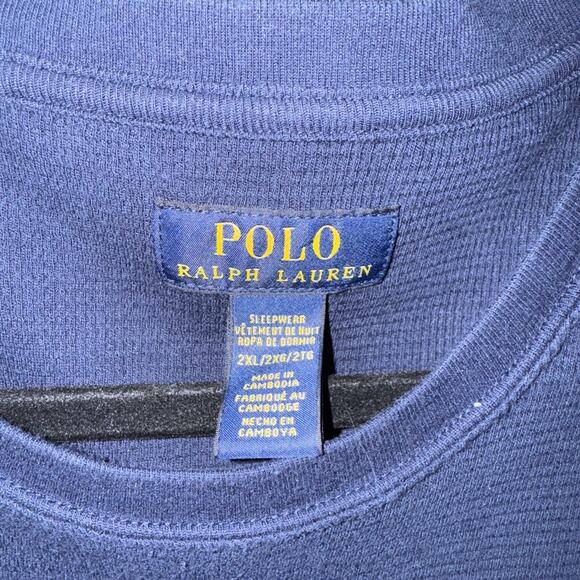 POLO
RALPH LAUREN
SLEEPWEAR
VÊTEMENT DE NUIT
ROPA DE DORMIR
2XL/2XG/2TG
MADE IN
CAMBODIA
FABRIQUÉ AU
CAMBODGE
HECHO EN
CAMBOYA